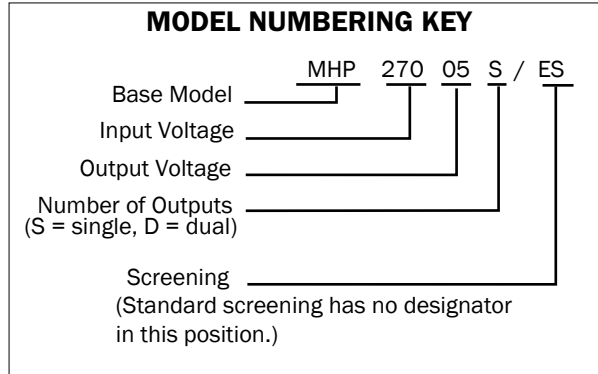 MODEL NUMBERING KEY
MHP 270 05 S / ES
Base Model
Input Voltage
Output Voltage
Number of Outputs
(S = single, D = dual)
Screening
(Standard screening has no designator
in this position.)